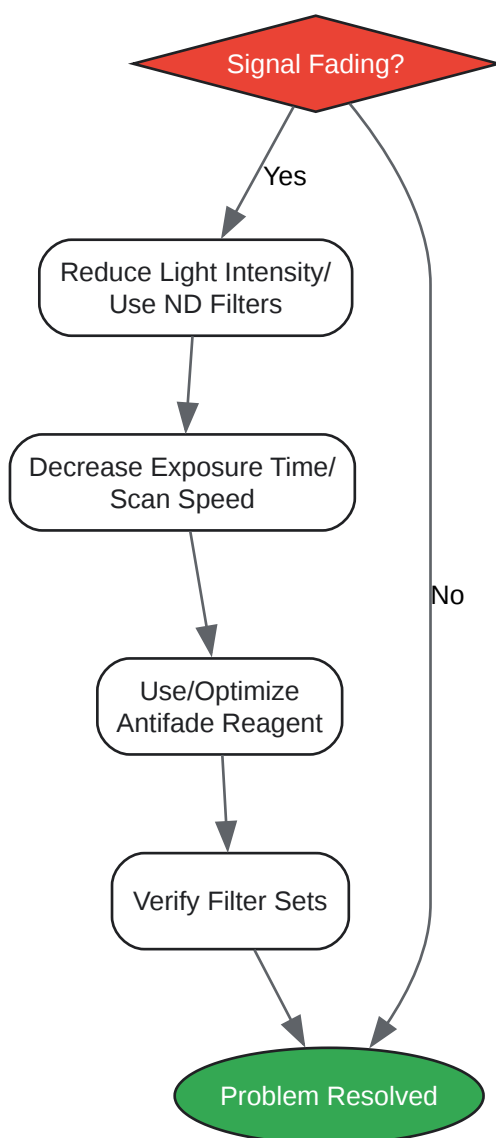 Signal Fading?
Yes
Reduce Light Intensity/
Use ND Filters
Decrease Exposure Time/
Scan Speed
No
Use/Optimize
Antifade Reagent
Verify Filter Sets
Problem Resolved